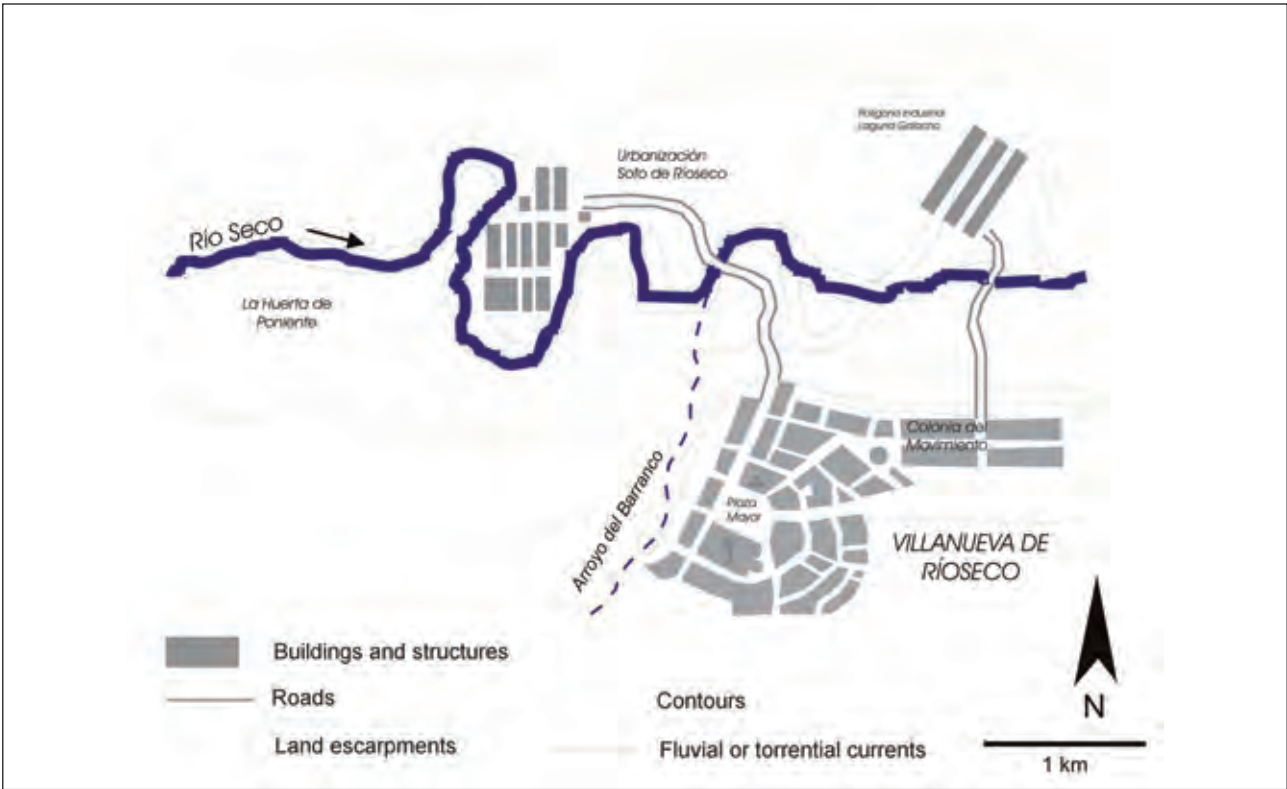 Polígono Industrial
Laguna Galacho
Urbanización
Soto de Ríoseco
Río Seco
La Huerta de
Poniente
Colonia del
Movimiento
Arroyo del Barranco
Plaza
Mayor
VILLANUEVA DE
RÍOSECO
Buildings and structures
Roads
Contours
N
Land escarpments
Fluvial or torrential currents
1 km